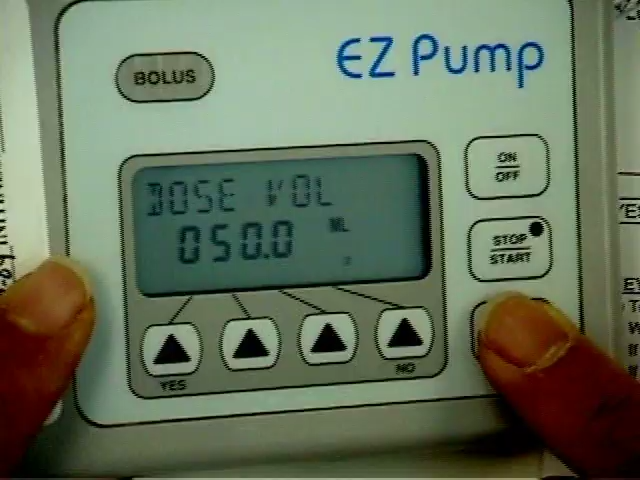 BOLUS
EZ Pump
DOSE VOL
050.0 ML
ON
OFF
STOP
START
YES
NO